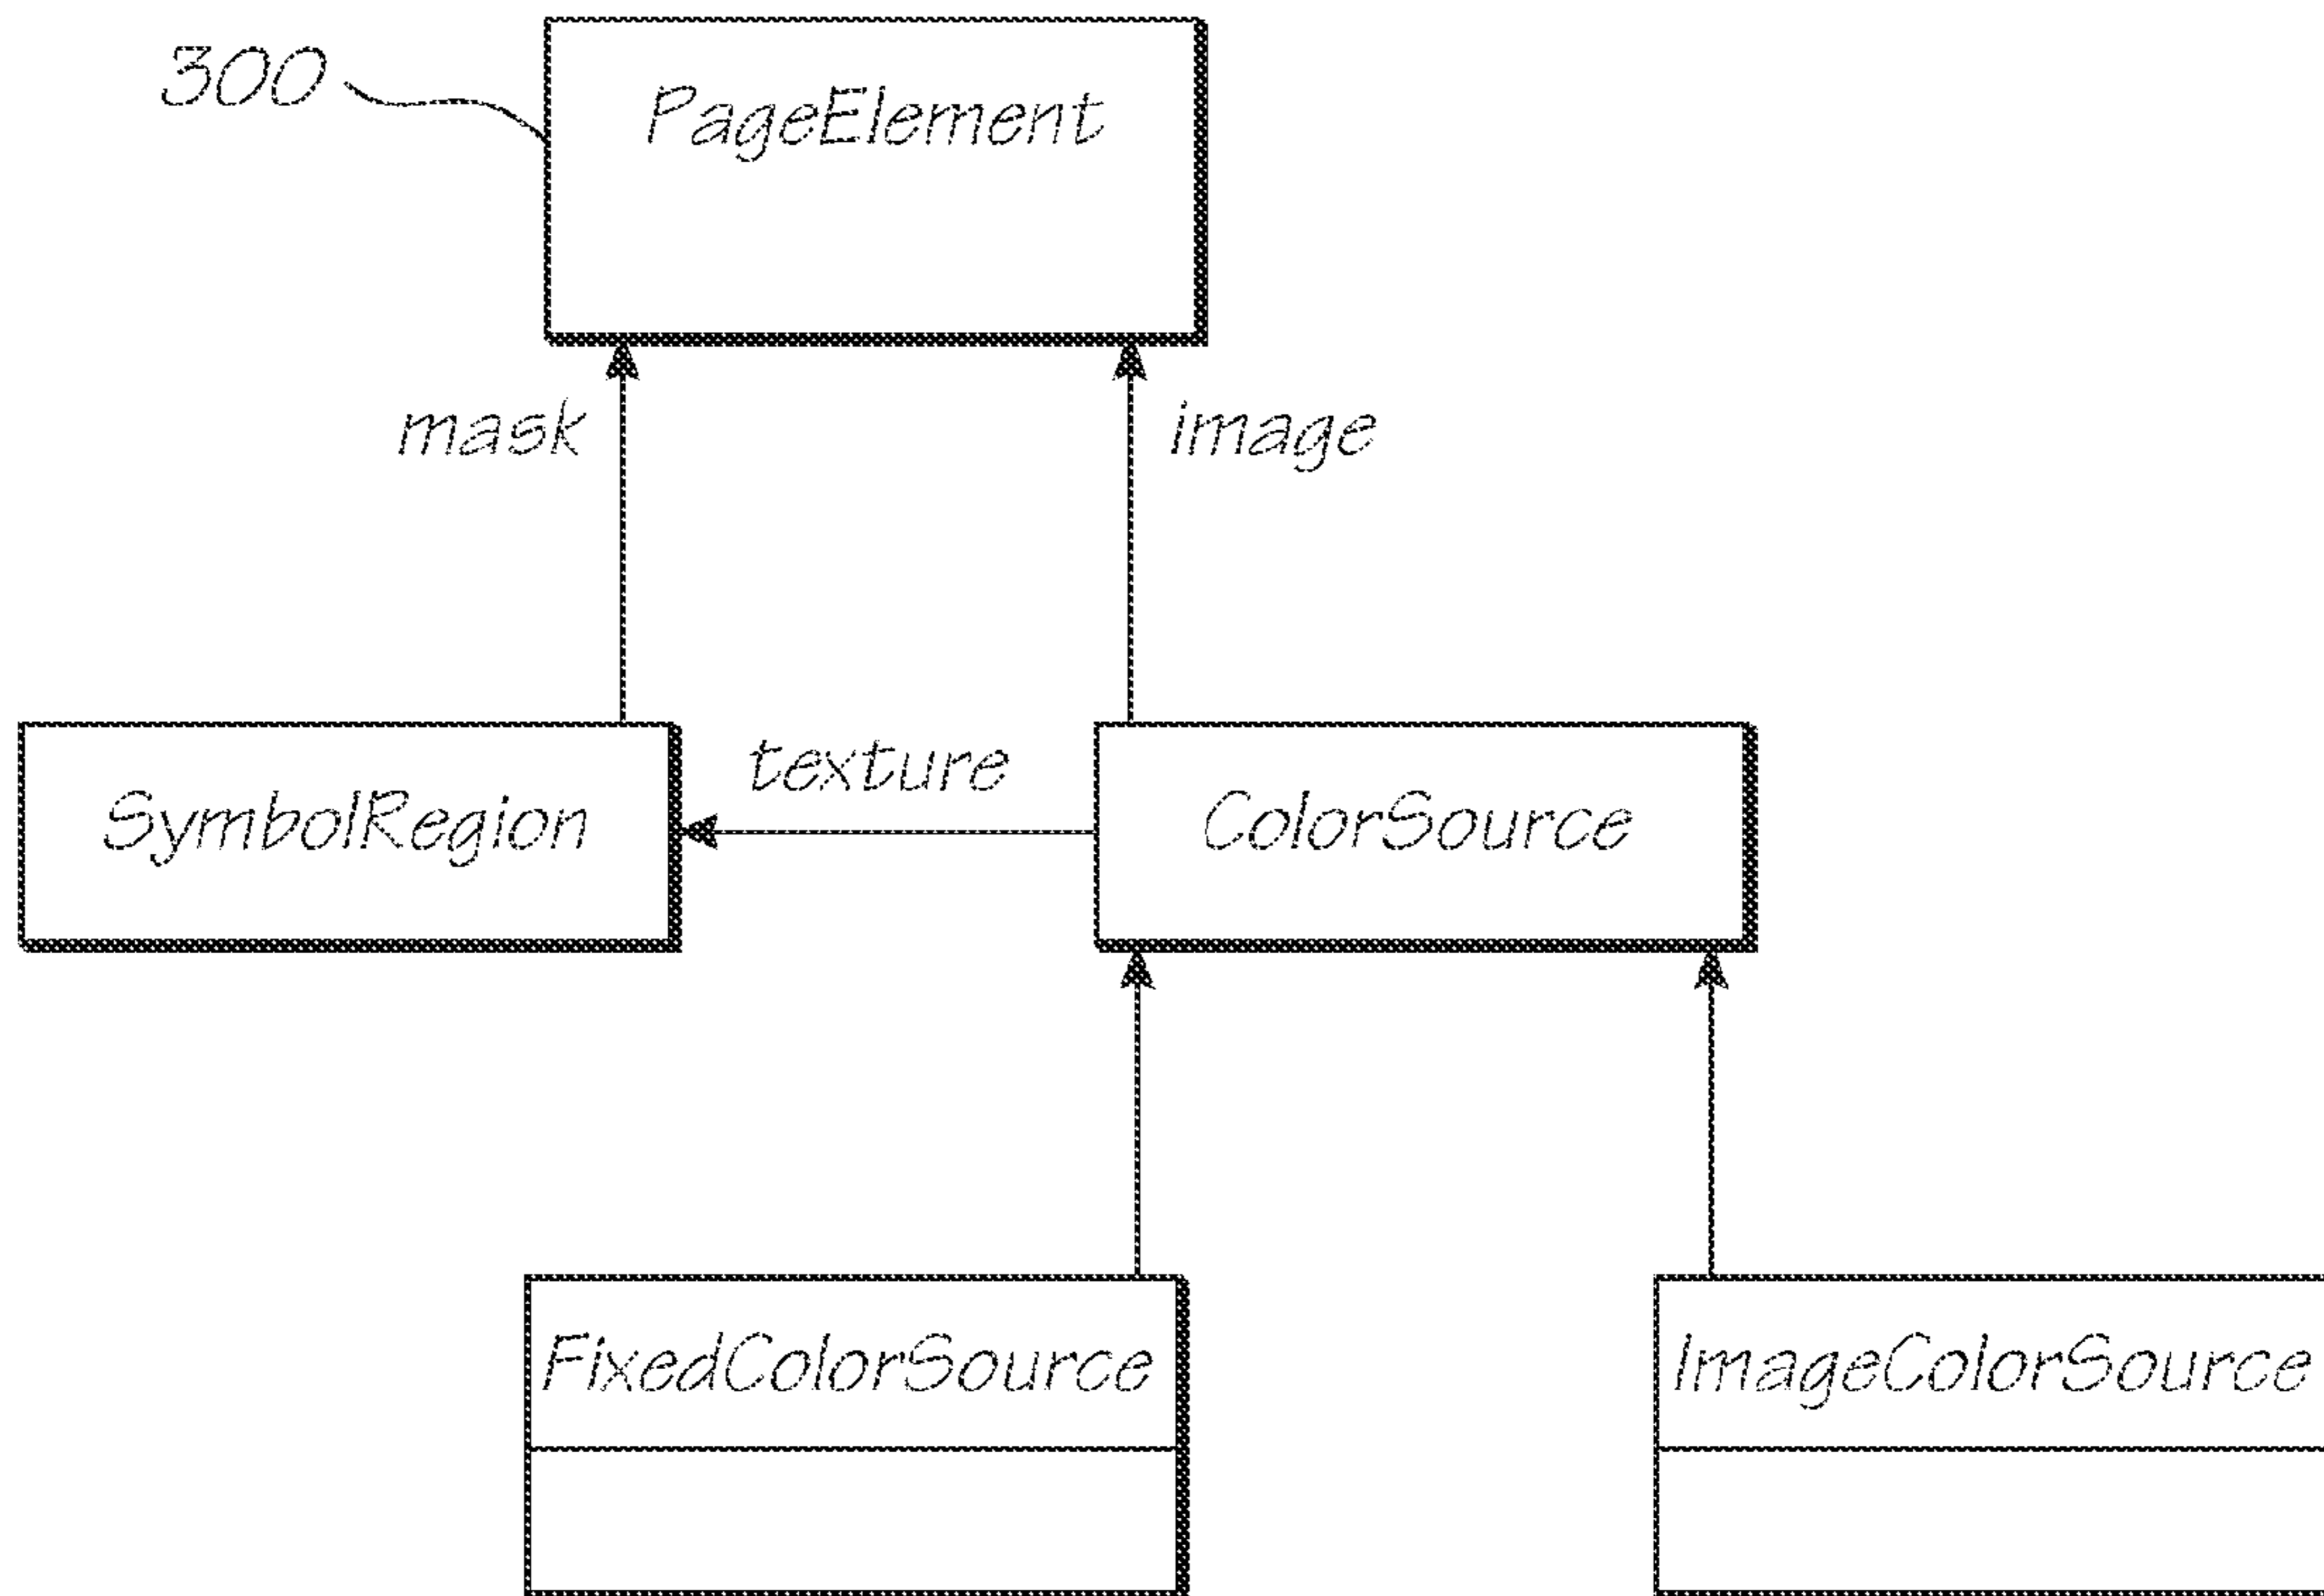 300
PageElement
mask
image
SymbolRegion
texture
ColorSource
FixedColorSource
ImageColorSource